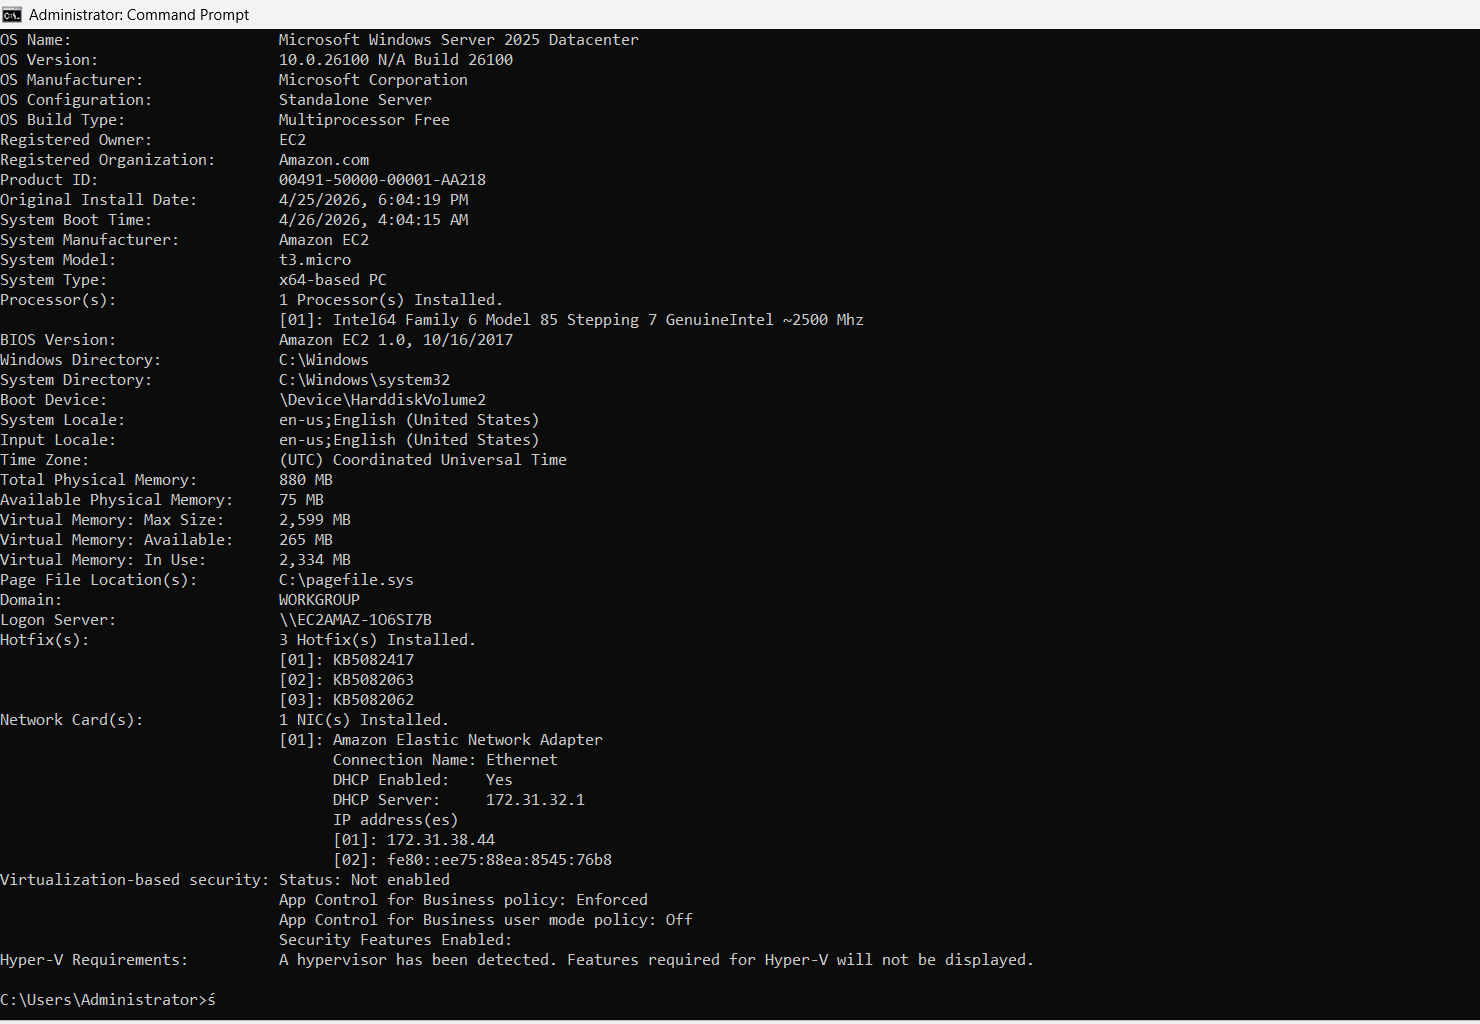 Administrator: Command Prompt
OS Name:                       Microsoft Windows Server 2025 Datacenter
OS Version:                    10.0.26100 N/A Build 26100
OS Manufacturer:               Microsoft Corporation
OS Configuration:              Standalone Server
OS Build Type:                 Multiprocessor Free
Registered Owner:              EC2
Registered Organization:       Amazon.com
Product ID:                    00491-50000-00001-AA218
Original Install Date:         4/25/2026, 6:04:19 PM
System Boot Time:              4/26/2026, 4:04:15 AM
System Manufacturer:           Amazon EC2
System Model:                  t3.micro
System Type:                   x64-based PC
Processor(s):                  1 Processor(s) Installed.
                               [01]: Intel64 Family 6 Model 85 Stepping 7 GenuineIntel ~2500 Mhz
BIOS Version:                  Amazon EC2 1.0, 10/16/2017
Windows Directory:             C:\Windows
System Directory:              C:\Windows\system32
Boot Device:                   \Device\HarddiskVolume2
System Locale:                 en-us;English (United States)
Input Locale:                  en-us;English (United States)
Time Zone:                     (UTC) Coordinated Universal Time
Total Physical Memory:         880 MB
Available Physical Memory:     75 MB
Virtual Memory: Max Size:      2,599 MB
Virtual Memory: Available:     265 MB
Virtual Memory: In Use:        2,334 MB
Page File Location(s):         C:\pagefile.sys
Domain:                        WORKGROUP
Logon Server:                  \\EC2AMAZ-1O6SI7B
Hotfix(s):                     3 Hotfix(s) Installed.
                               [01]: KB5082417
                               [02]: KB5082063
                               [03]: KB5082062
Network Card(s):               1 NIC(s) Installed.
                               [01]: Amazon Elastic Network Adapter
                                     Connection Name: Ethernet
                                     DHCP Enabled:    Yes
                                     DHCP Server:     172.31.32.1
                                     IP address(es)
                                     [01]: 172.31.38.44
                                     [02]: fe80::ee75:88ea:8545:76b8
Virtualization-based security: Status: Not enabled
                               App Control for Business policy: Enforced
                               App Control for Business user mode policy: Off
                               Security Features Enabled:
Hyper-V Requirements:          A hypervisor has been detected. Features required for Hyper-V will not be displayed.
C:\Users\Administrator>ś